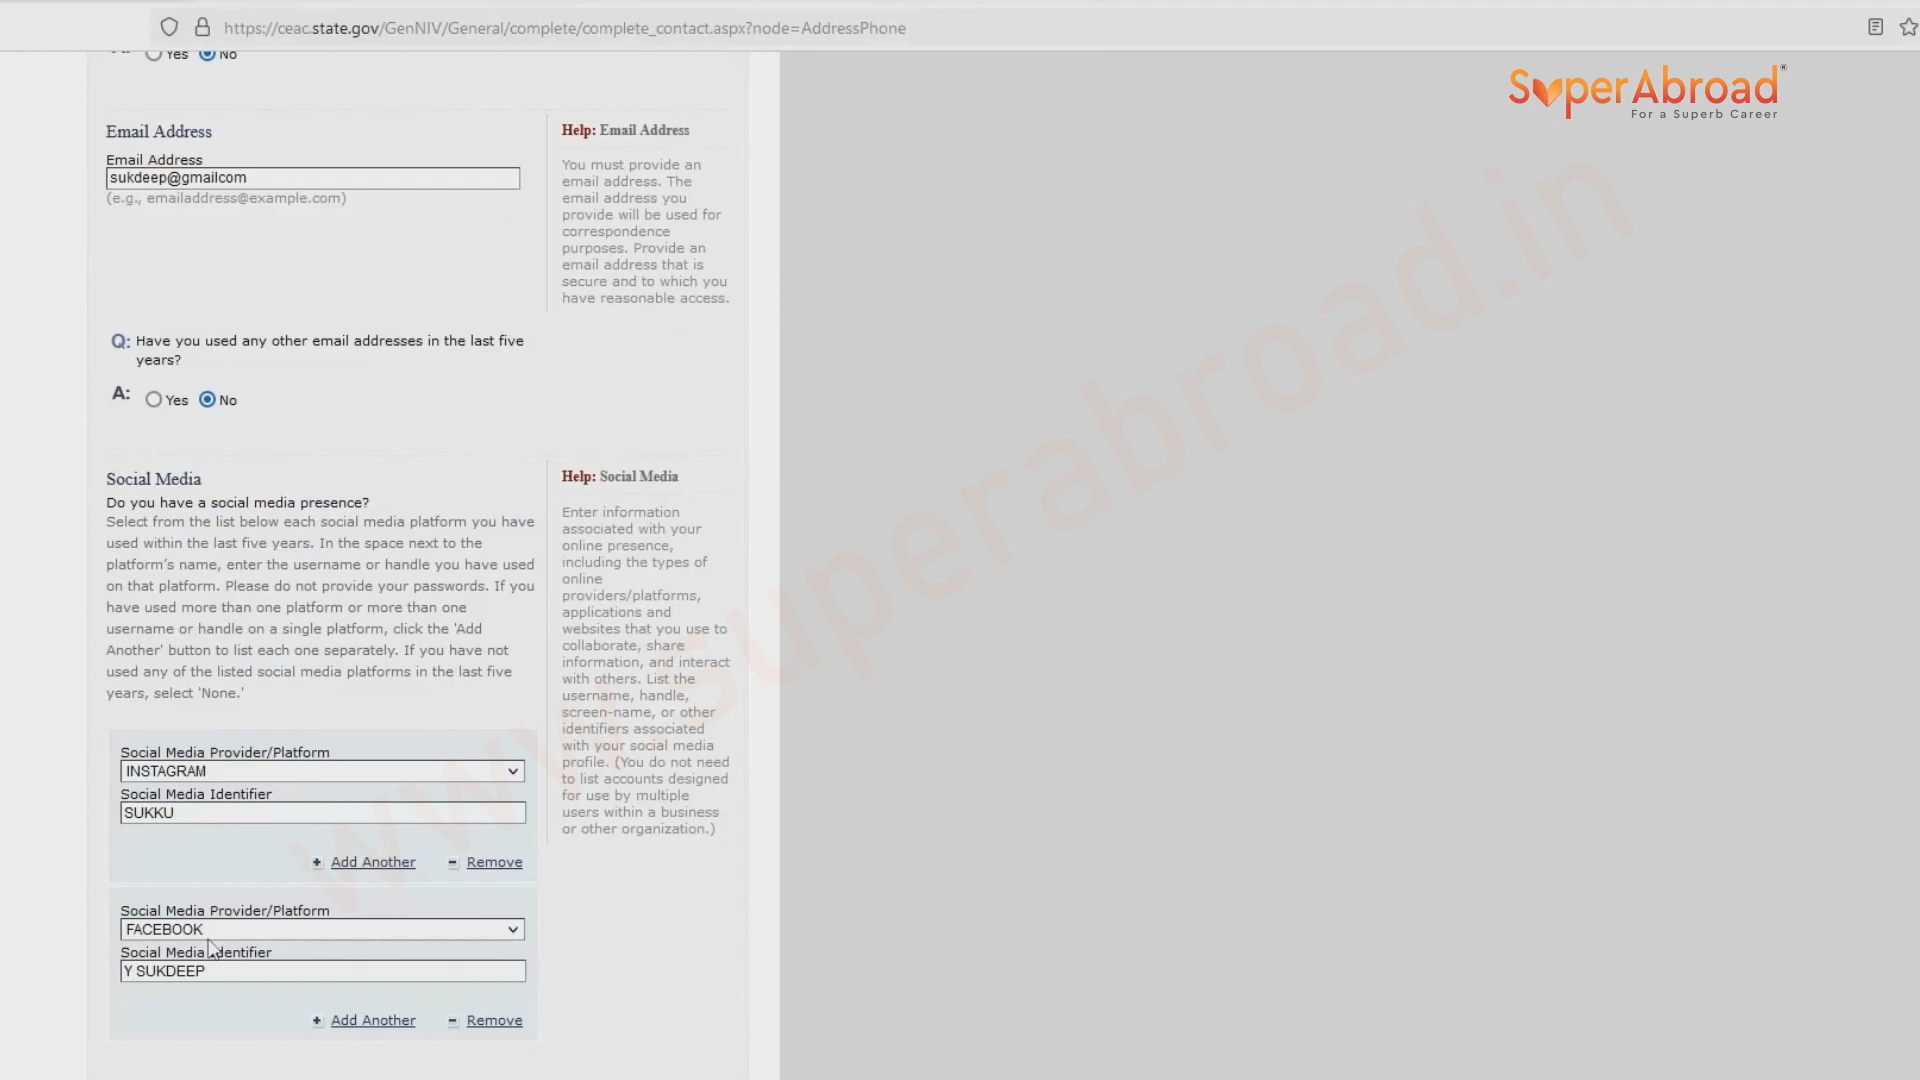 https://ceac.state.gov/GenNIV/General/complete/complete_contact.aspx?node=AddressPhone
Yes No
SuperAbroad®
For a Superb Career
Email Address
Email Address
sukdeep@gmailcom
(e.g., emailaddress@example.com)
Help: Email Address
You must provide an
email address. The
email address you
provide will be used for
correspondence
purposes. Provide an
email address that is
secure and to which you
have reasonable access.
Q: Have you used any other email addresses in the last five
years?
A: Yes No
Social Media
Do you have a social media presence?
Select from the list below each social media platform you have
used within the last five years. In the space next to the
platform's name, enter the username or handle you have used
on that platform. Please do not provide your passwords. If you
have used more than one platform or more than one
username or handle on a single platform, click the 'Add
Another' button to list each one separately. If you have not
used any of the listed social media platforms in the last five
years, select 'None.'
Help: Social Media
Enter information
associated with your
online presence,
including the types of
online
providers/platforms,
applications and
websites that you use to
collaborate, share
information, and interact
with others. List the
username, handle,
screen-name, or other
identifiers associated
with your social media
profile. (You do not need
to list accounts designed
for use by multiple
users within a business
or other organization.)
Social Media Provider/Platform
INSTAGRAM
Social Media Identifier
SUKKU
Add Another Remove
Social Media Provider/Platform
FACEBOOK
Social Media Identifier
Y SUKDEEP
Add Another Remove
www.superabroad.in